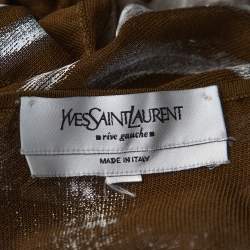 YVESSAINTLAURENT
rive gauche
MADE IN ITALY